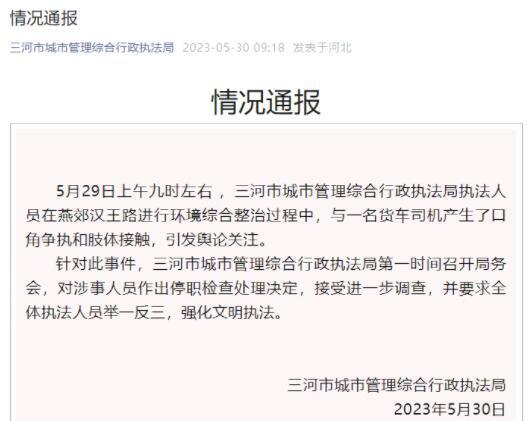 情况通报
三河市城市管理综合行政执法局 2023-05-30 09:18 发表于河北
情况通报
5月29日上午九时左右，三河市城市管理综合行政执法局执法人
员在燕郊汉王路进行环境综合整治过程中，与一名货车司机产生了口
角争执和肢体接触，引发舆论关注。
针对此事件，三河市城市管理综合行政执法局第一时间召开局务
会，对涉事人员作出停职检查处理决定，接受进一步调查，并要求全
体执法人员举一反三，强化文明执法。
三河市城市管理综合行政执法局
2023年5月30日